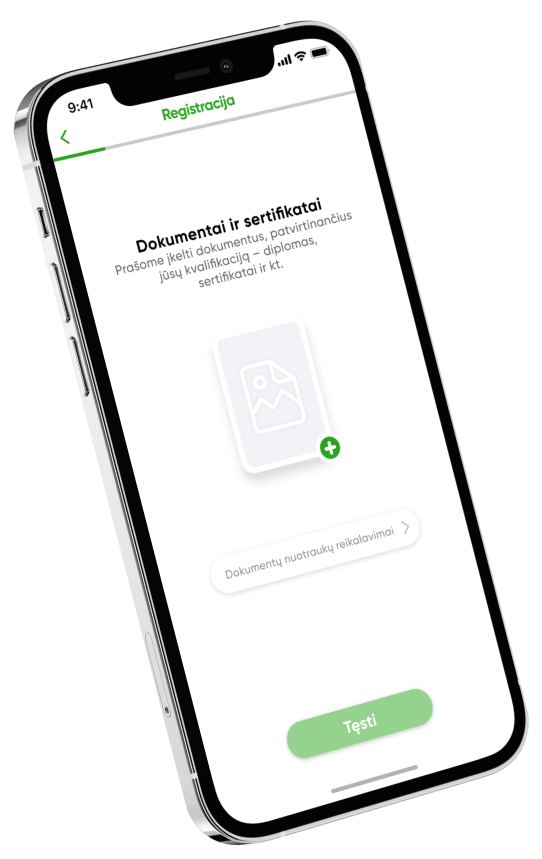 9:41
Registracija
Dokumentai ir sertifikatai
Prašome įkelti dokumentus, patvirtinančius
jūsų kvalifikaciją – diplomas,
sertifikatai ir kt.
Dokumentų nuotraukų reikalavimai
Tęsti